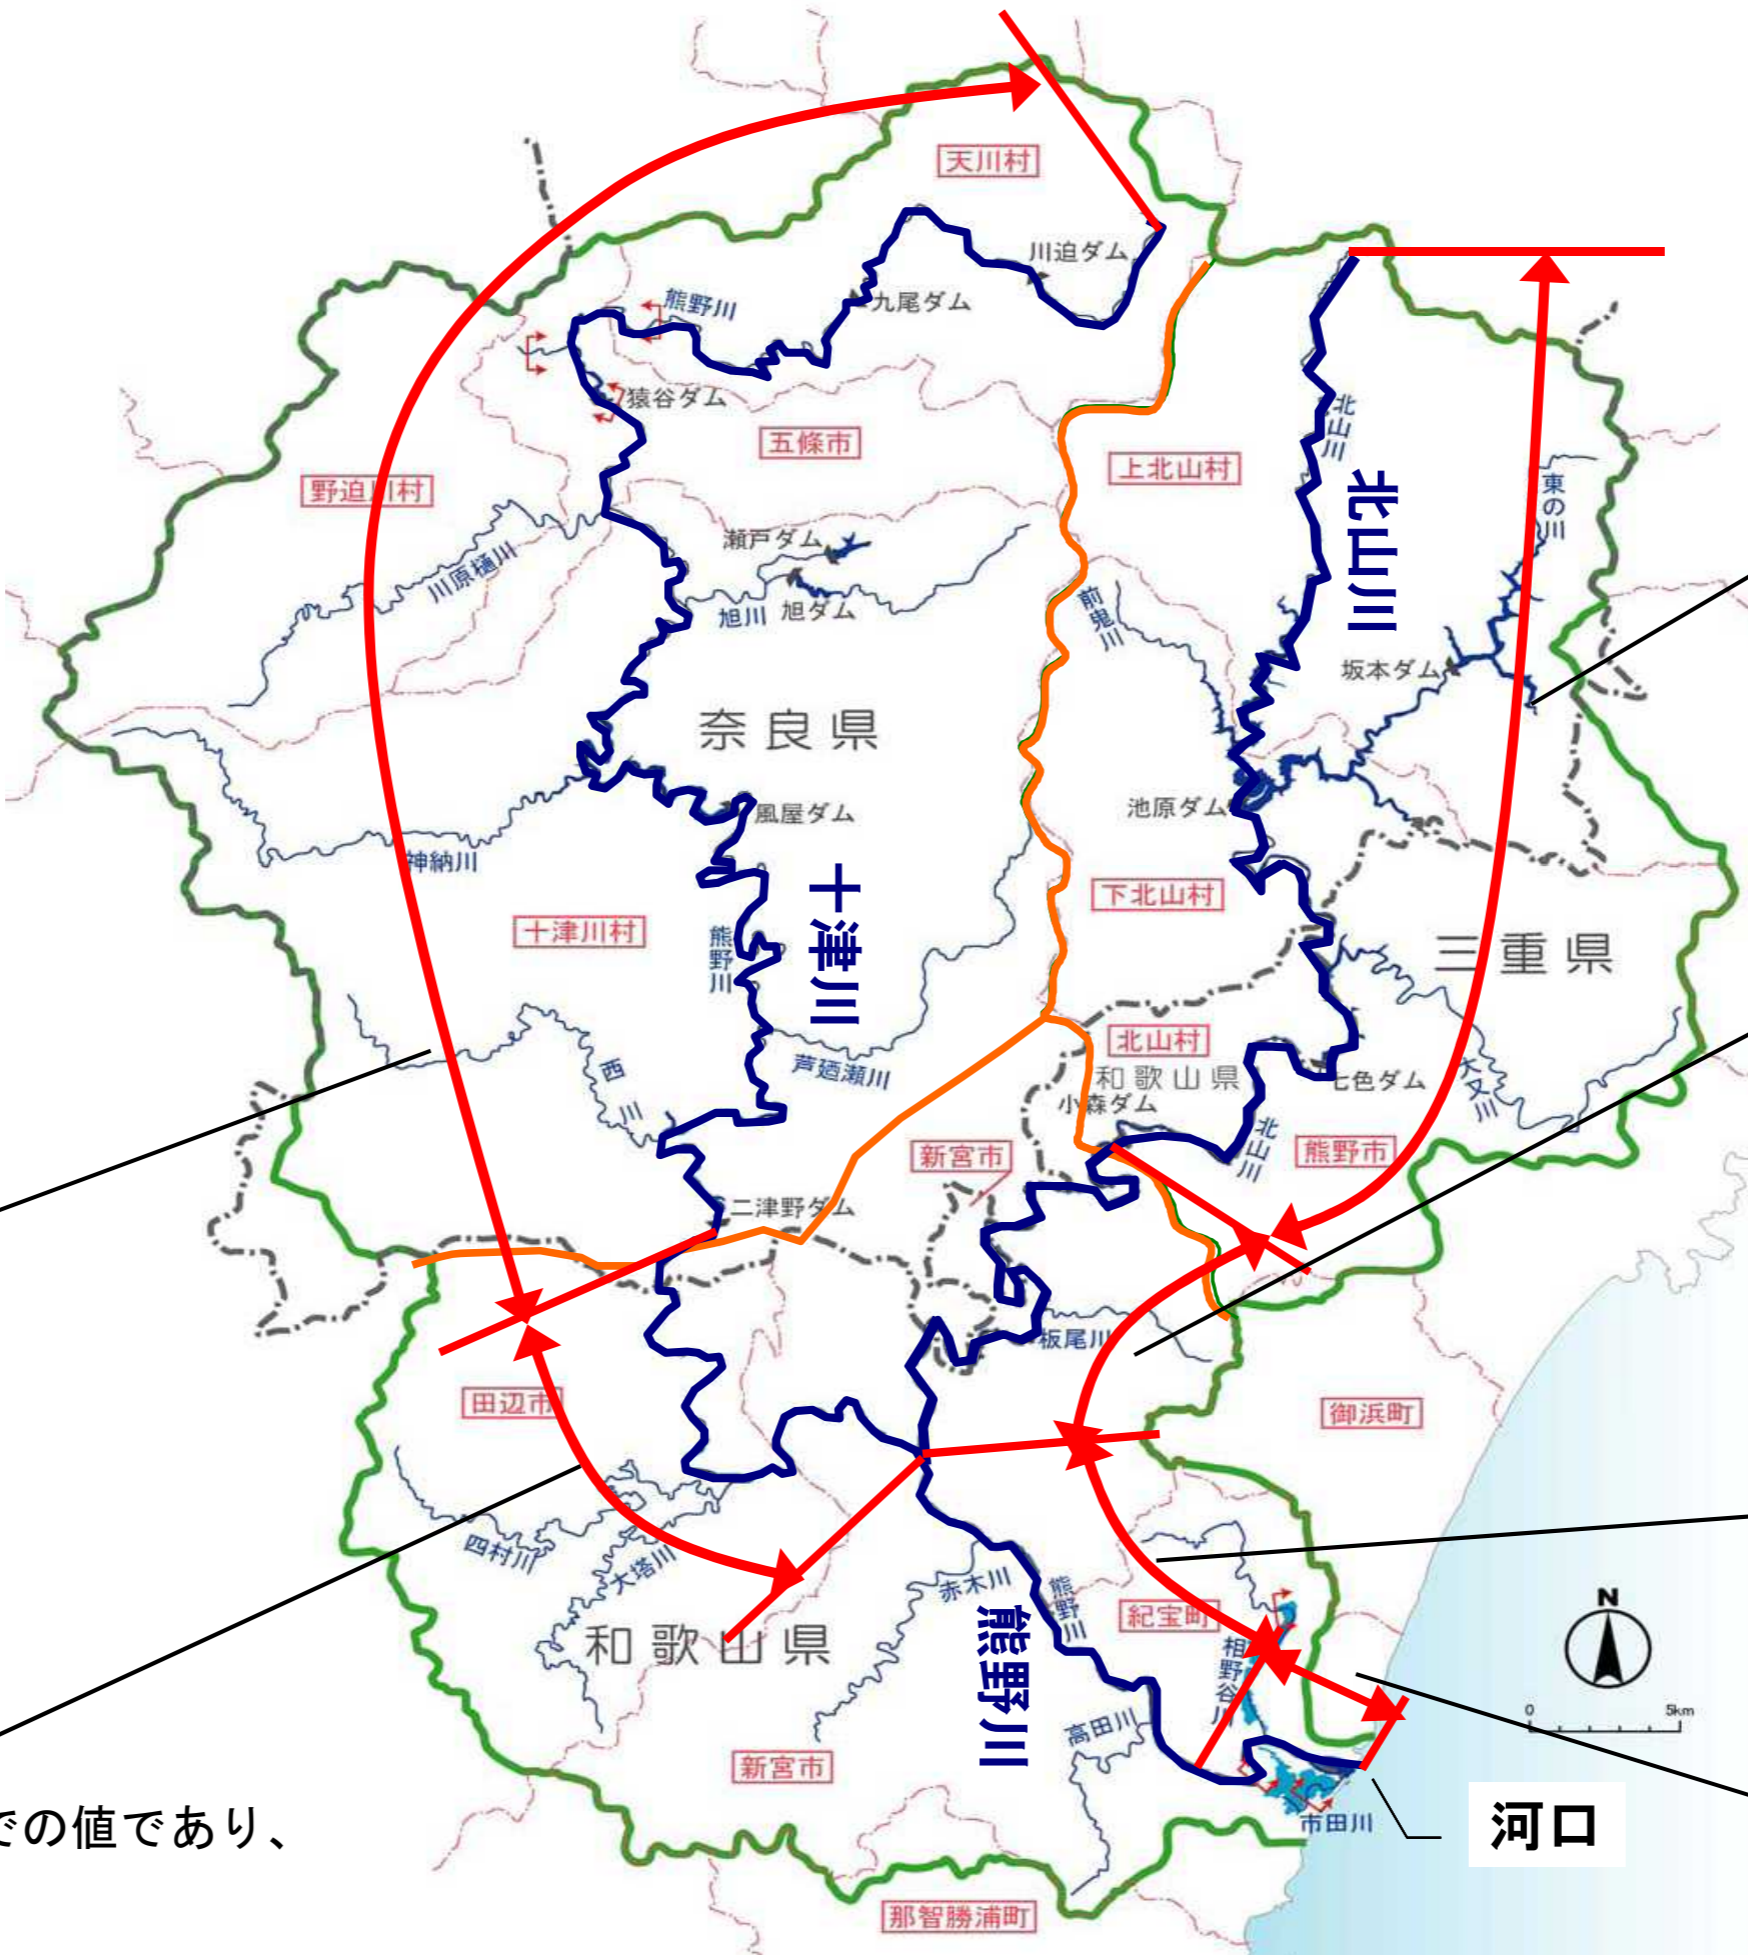 天川村
川迫ダム
九尾ダム
熊野川
猿谷ダム
五條市
上北山村
北山川
北山川
東の川
野迫川村
川原樋川
瀬戸ダム
旭川
旭ダム
前鬼川
坂本ダム
奈良県
池原ダム
風屋ダム
神納川
十津川
下北山村
十津川村
熊野川
三重県
北山村
和歌山県
七色ダム
小森ダム
大又川
芦廼瀬川
西川
北山川
熊野市
新宮市
二津野ダム
板尾川
田辺市
御浜町
四村川
大塔川
赤木川
熊野川
熊野川
紀宝町
相野谷川
和歌山県
高田川
新宮市
市田川
河口
那智勝浦町
での値であり、
N
0
5km